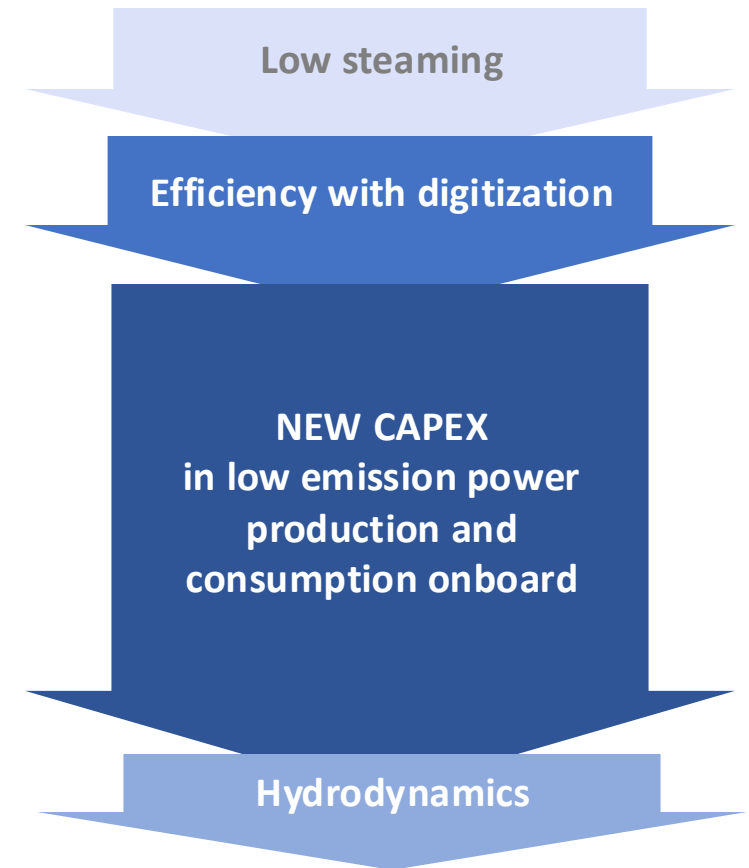 Low steaming
Efficiency with digitization
NEW CAPEX
in low emission power
production and
consumption onboard
Hydrodynamics